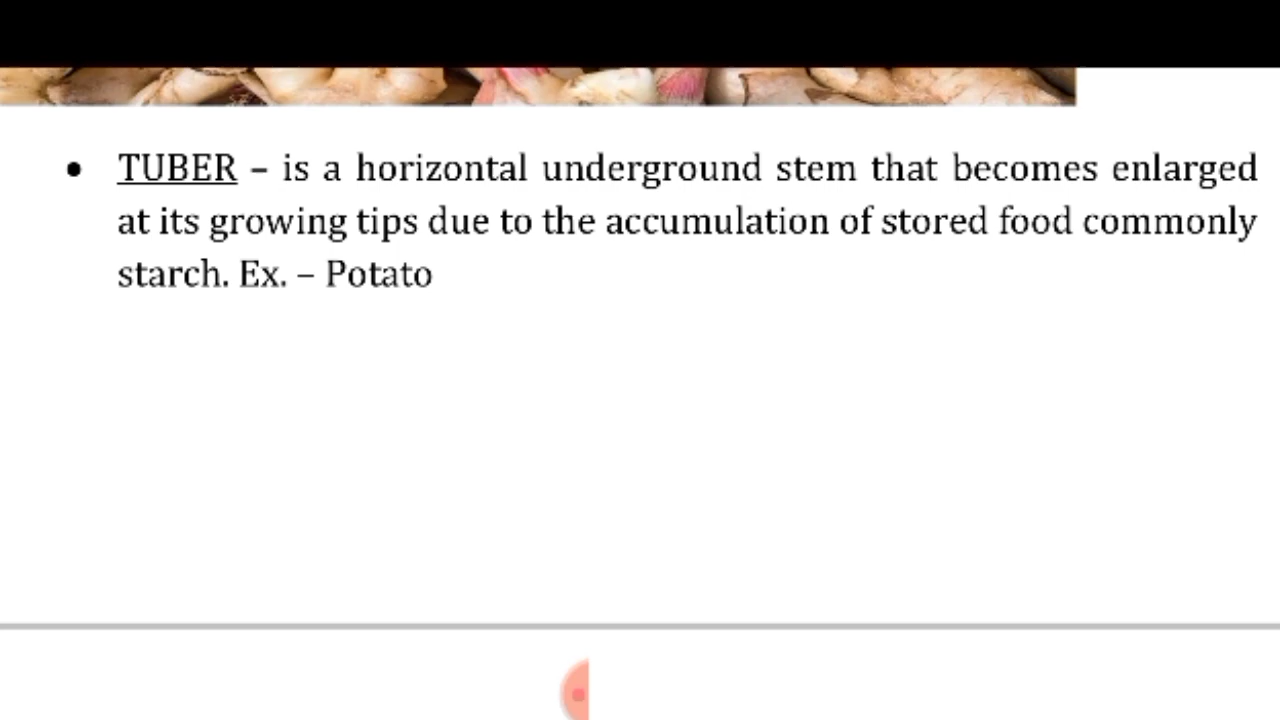 • TUBER – is a horizontal underground stem that becomes enlarged
at its growing tips due to the accumulation of stored food commonly
starch. Ex. – Potato